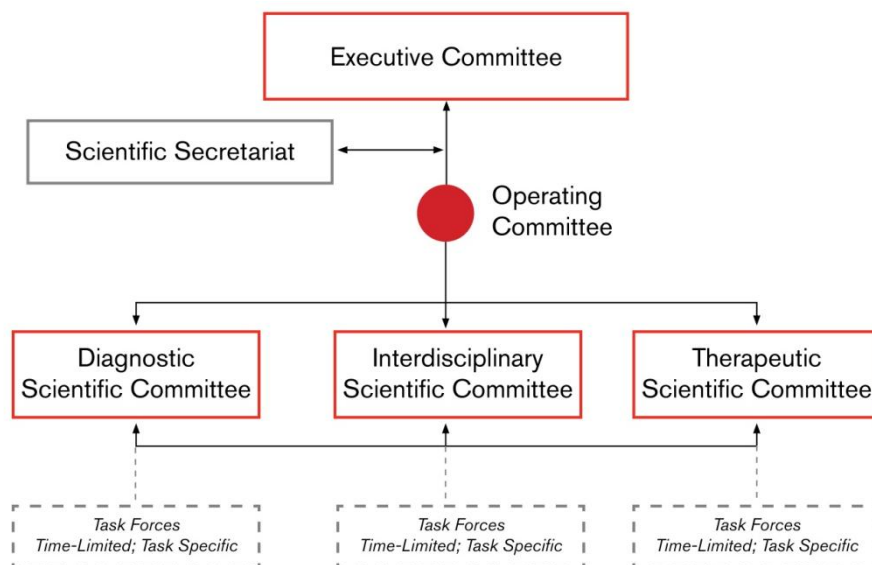 Executive Committee
Scientific Secretariat
Operating
Committee
Diagnostic
Scientific Committee
Interdisciplinary
Scientific Committee
Therapeutic
Scientific Committee
Task Forces
Time-Limited; Task Specific
Task Forces
Time-Limited; Task Specific
Task Forces
Time-Limited; Task Specific